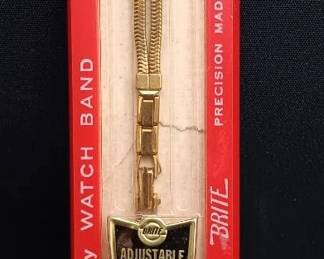 y WATCH BAND
BRITE PRECISION MADE
BRITE
ADJUSTABLE